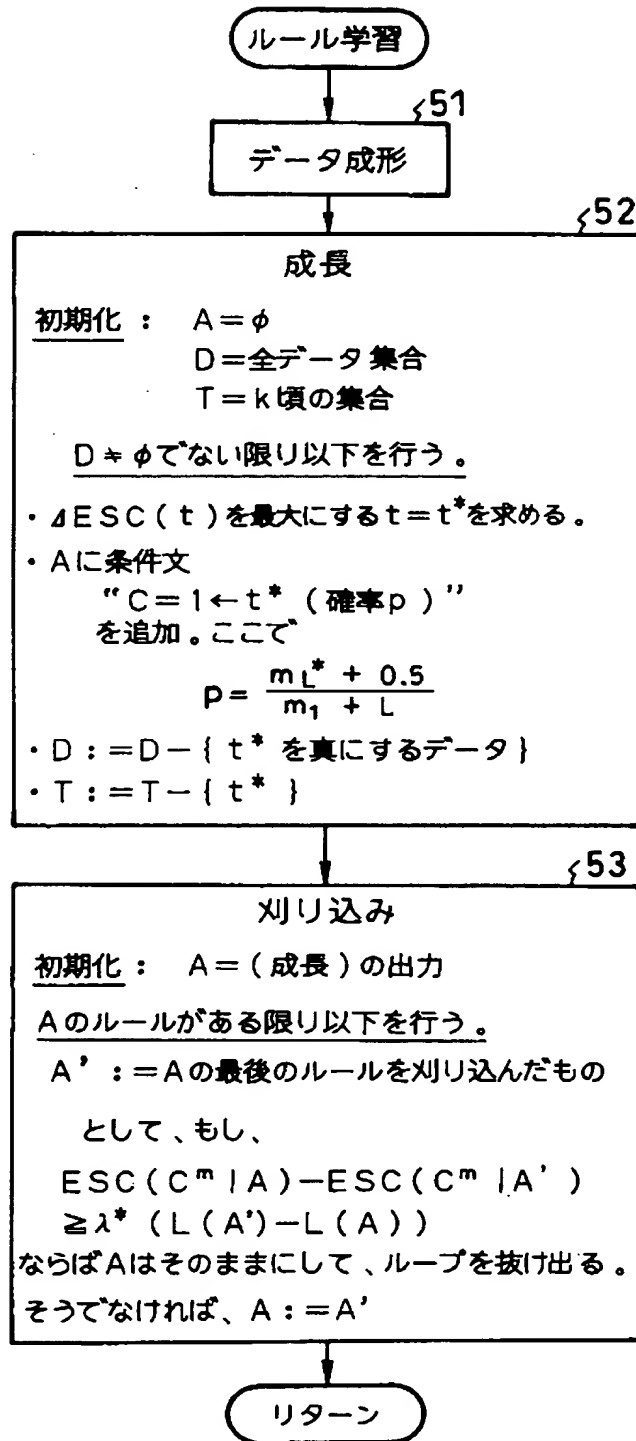 ルール学習
51
データ成形
52
成長
初期化： A＝φ
D＝全データ集合
T＝k頃の集合
D≒φでない限り以下を行う。
・ΔESC(t)を最大にするt＝t*を求める。
・Aに条件文
“C＝1←t*（確率p）”
を追加。ここで
p = \frac{m_L^* + 0.5}{m_1 + L}
・D：＝D－{t*を真にするデータ}
・T：＝T－{t*}
53
刈り込み
初期化： A＝(成長)の出力
Aのルールがある限り以下を行う。
A'：＝Aの最後のルールを刈り込んだもの
として、もし、
ESC(C^m|A)－ESC(C^m|A')
≧λ*(L(A')－L(A))
ならばAはそのままにして、ループを抜け出る。
そうでなければ、A：＝A'
リターン